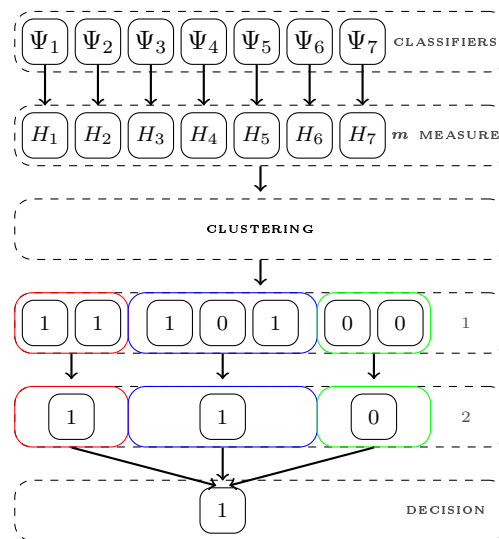 Ψ1 Ψ2 Ψ3 Ψ4 Ψ5 Ψ6 Ψ7 CLASSIFIERS
H1 H2 H3 H4 H5 H6 H7 m MEASURE
CLUSTERING
1 1 1 0 1 0 0 1
1 1 0 2
1 DECISION